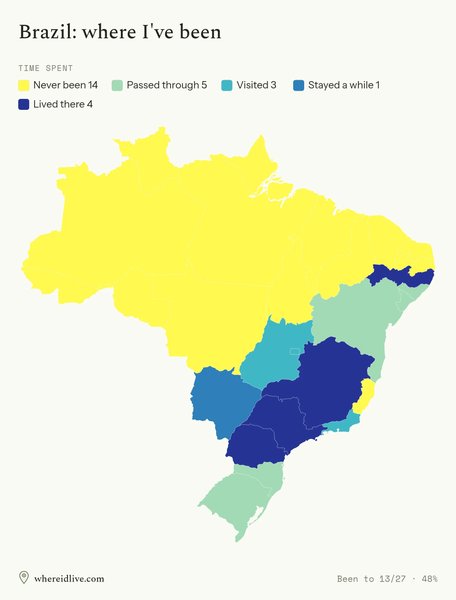 Brazil: where I've been
TIME SPENT
Never been 14 Passed through 5 Visited 3 Stayed a while 1
Lived there 4
whereidlive.com
Been to 13/27 · 48%